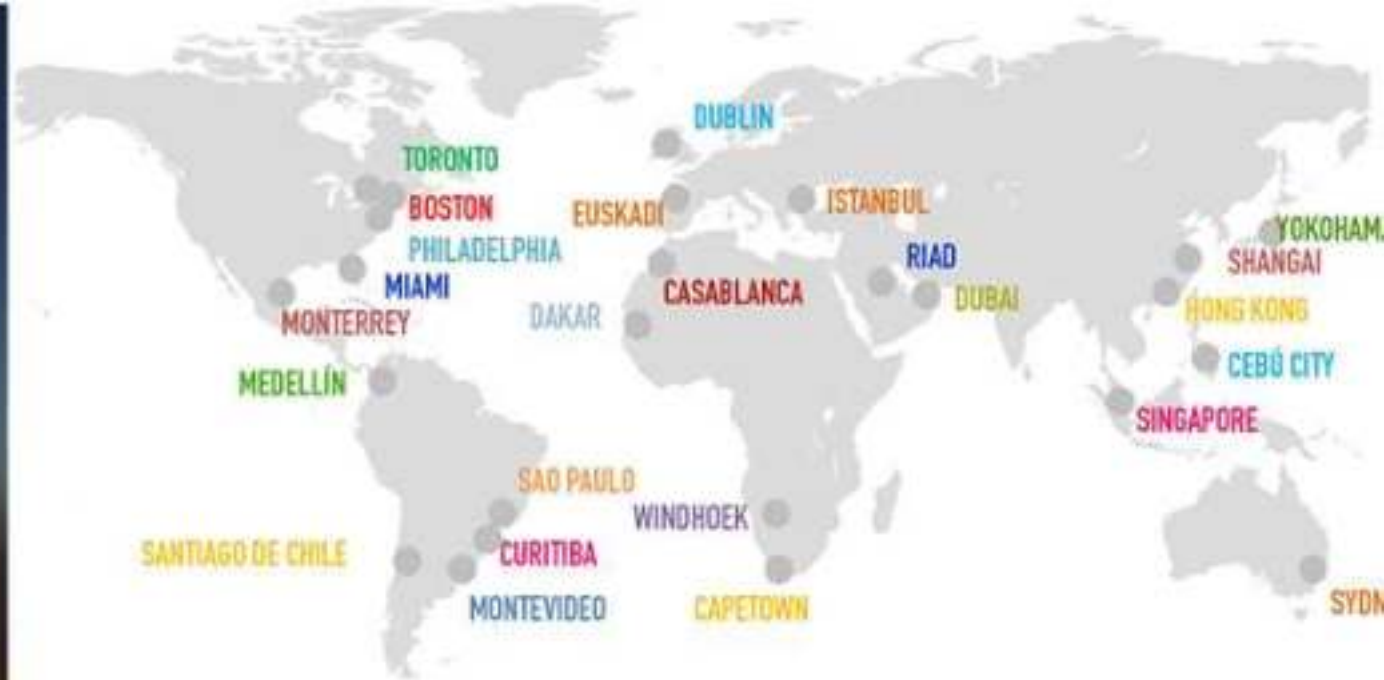 DUBLIN
TORONTO
BOSTON
EUSKADI
ISTANBUL
PHILADELPHIA
RIAD
YOKOHAM
SHANGAI
MIAMI
CASABLANCA
DUBAI
DAKAR
MONTERREY
HONG KONG
MEDELLÍN
CEBÚ CITY
SINGAPORE
SAO PAULO
WINDHOEK
SANTIAGO DE CHILE
CURITIBA
MONTEVIDEO
CAPETOWN
SYDN